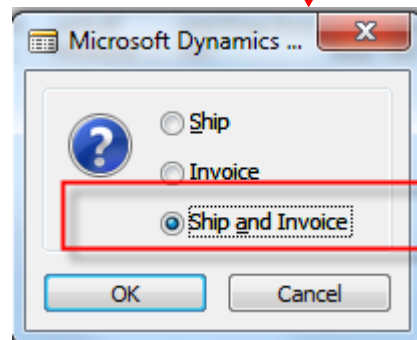 Microsoft Dynamics ...
Ship
Invoice
Ship and Invoice
OK
Cancel